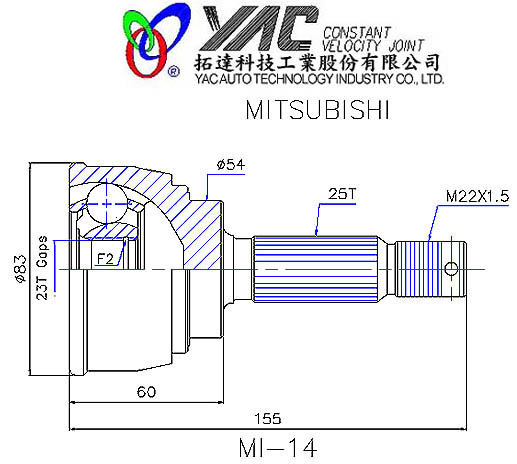 YAC CONSTANT
VELOCITY JOINT
®
拓達科技工業股份有限公司
YAC AUTO TECHNOLOGY INDUSTRY CO., LTD.
MITSUBISHI
ø54
25T
M22X1.5
ø83
23T Gaps
F2
60
155
MI-14